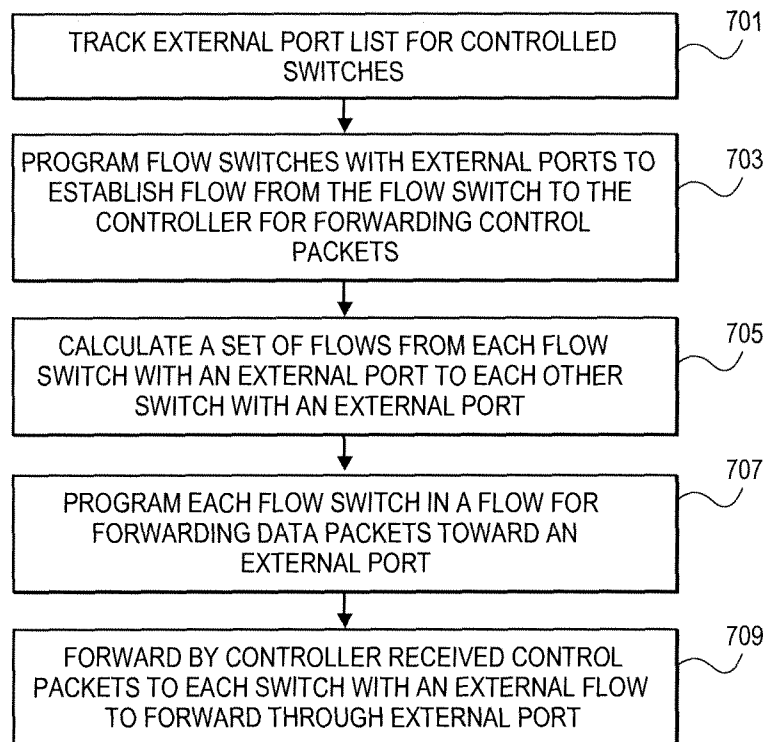 TRACK EXTERNAL PORT LIST FOR CONTROLLED
SWITCHES
701
PROGRAM FLOW SWITCHES WITH EXTERNAL PORTS TO
ESTABLISH FLOW FROM THE FLOW SWITCH TO THE
CONTROLLER FOR FORWARDING CONTROL
PACKETS
703
CALCULATE A SET OF FLOWS FROM EACH FLOW
SWITCH WITH AN EXTERNAL PORT TO EACH OTHER
SWITCH WITH AN EXTERNAL PORT
705
PROGRAM EACH FLOW SWITCH IN A FLOW FOR
FORWARDING DATA PACKETS TOWARD AN
EXTERNAL PORT
707
FORWARD BY CONTROLLER RECEIVED CONTROL
PACKETS TO EACH SWITCH WITH AN EXTERNAL FLOW
TO FORWARD THROUGH EXTERNAL PORT
709